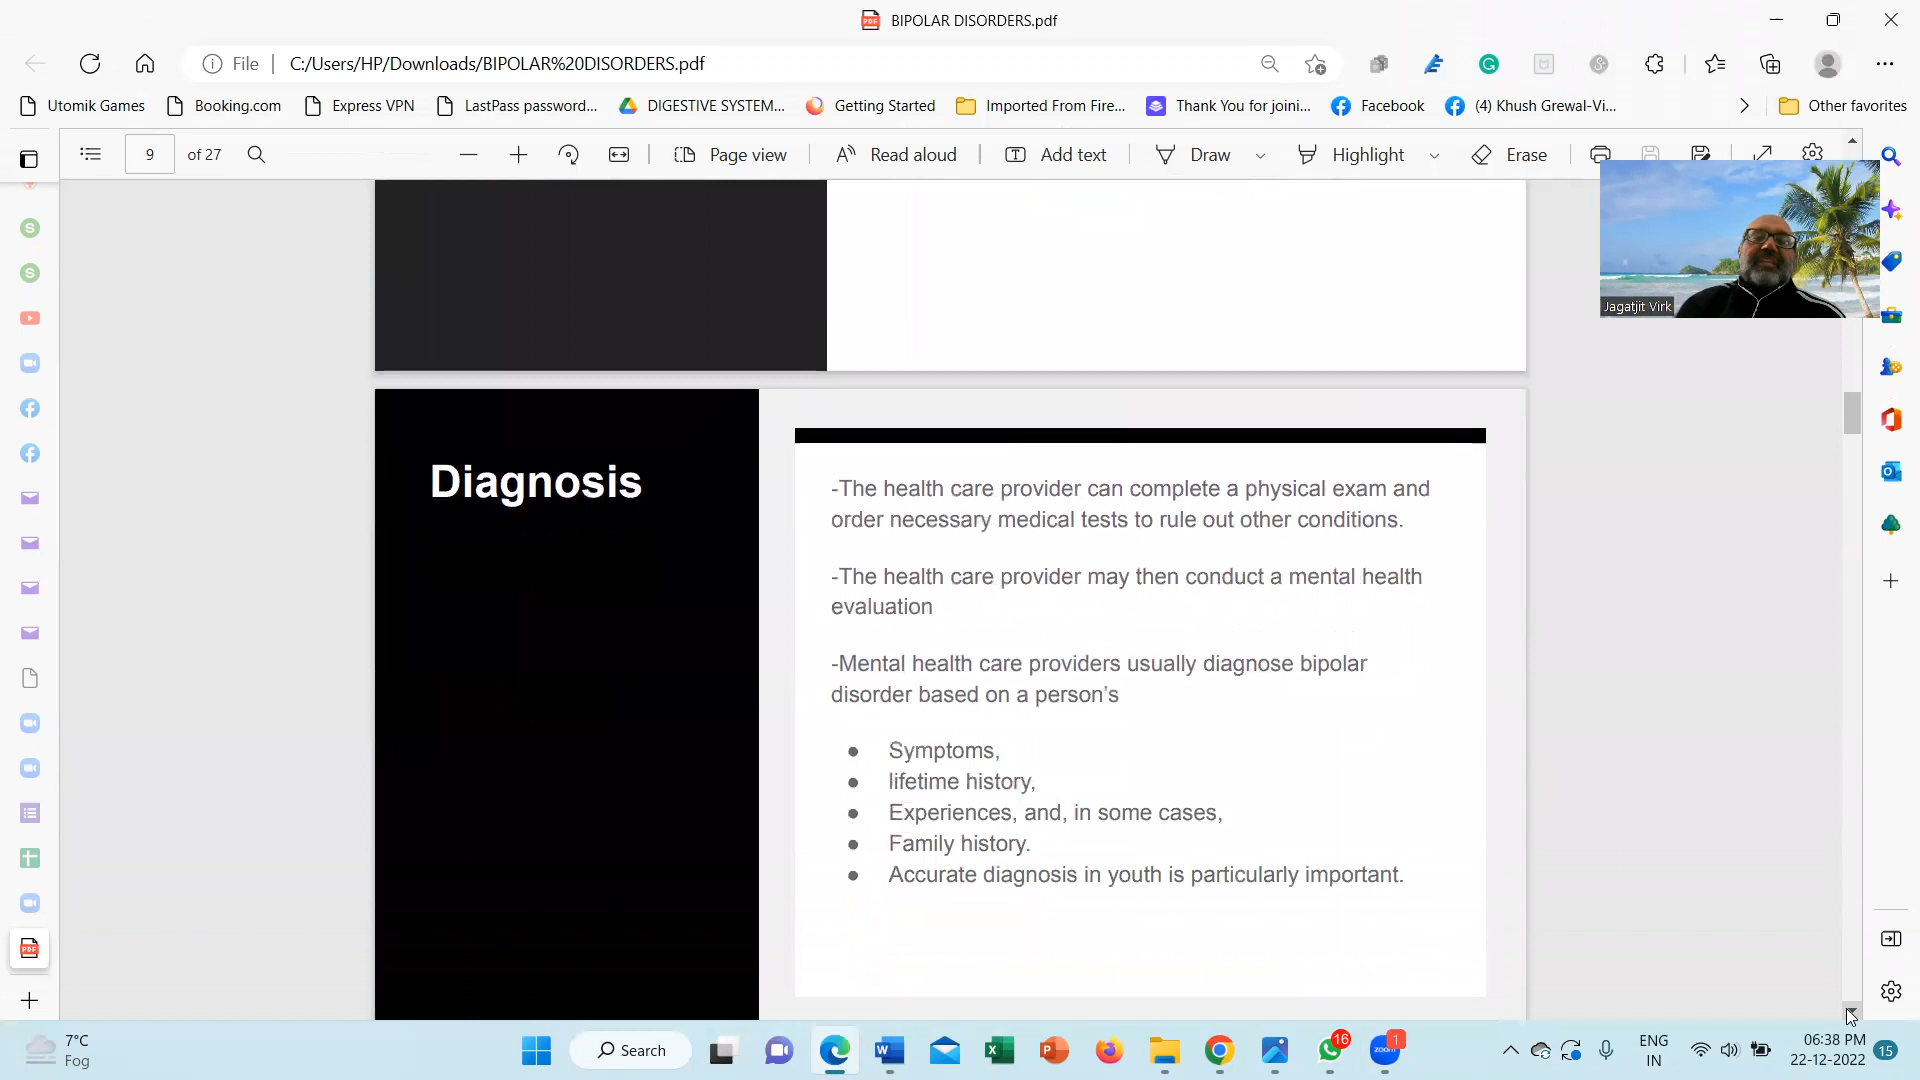 BIPOLAR DISORDERS.pdf
File
C:/Users/HP/Downloads/BIPOLAR%20DISORDERS.pdf
Utomik Games
Booking.com
Express VPN
LastPass password...
DIGESTIVE SYSTEM...
Getting Started
Imported From Fire...
Thank You for joini...
Facebook
(4) Khush Grewal-Vi...
Other favorites
9 of 27
Page view
Read aloud
Add text
Draw
Highlight
Erase
Jagatjit Virk
Diagnosis
-The health care provider can complete a physical exam and
order necessary medical tests to rule out other conditions.
-The health care provider may then conduct a mental health
evaluation
-Mental health care providers usually diagnose bipolar
disorder based on a person’s
● Symptoms,
● lifetime history,
● Experiences, and, in some cases,
● Family history.
● Accurate diagnosis in youth is particularly important.
7°C
Fog
Search
16
zoom
1
ENG
IN
06:38 PM
22-12-2022
15